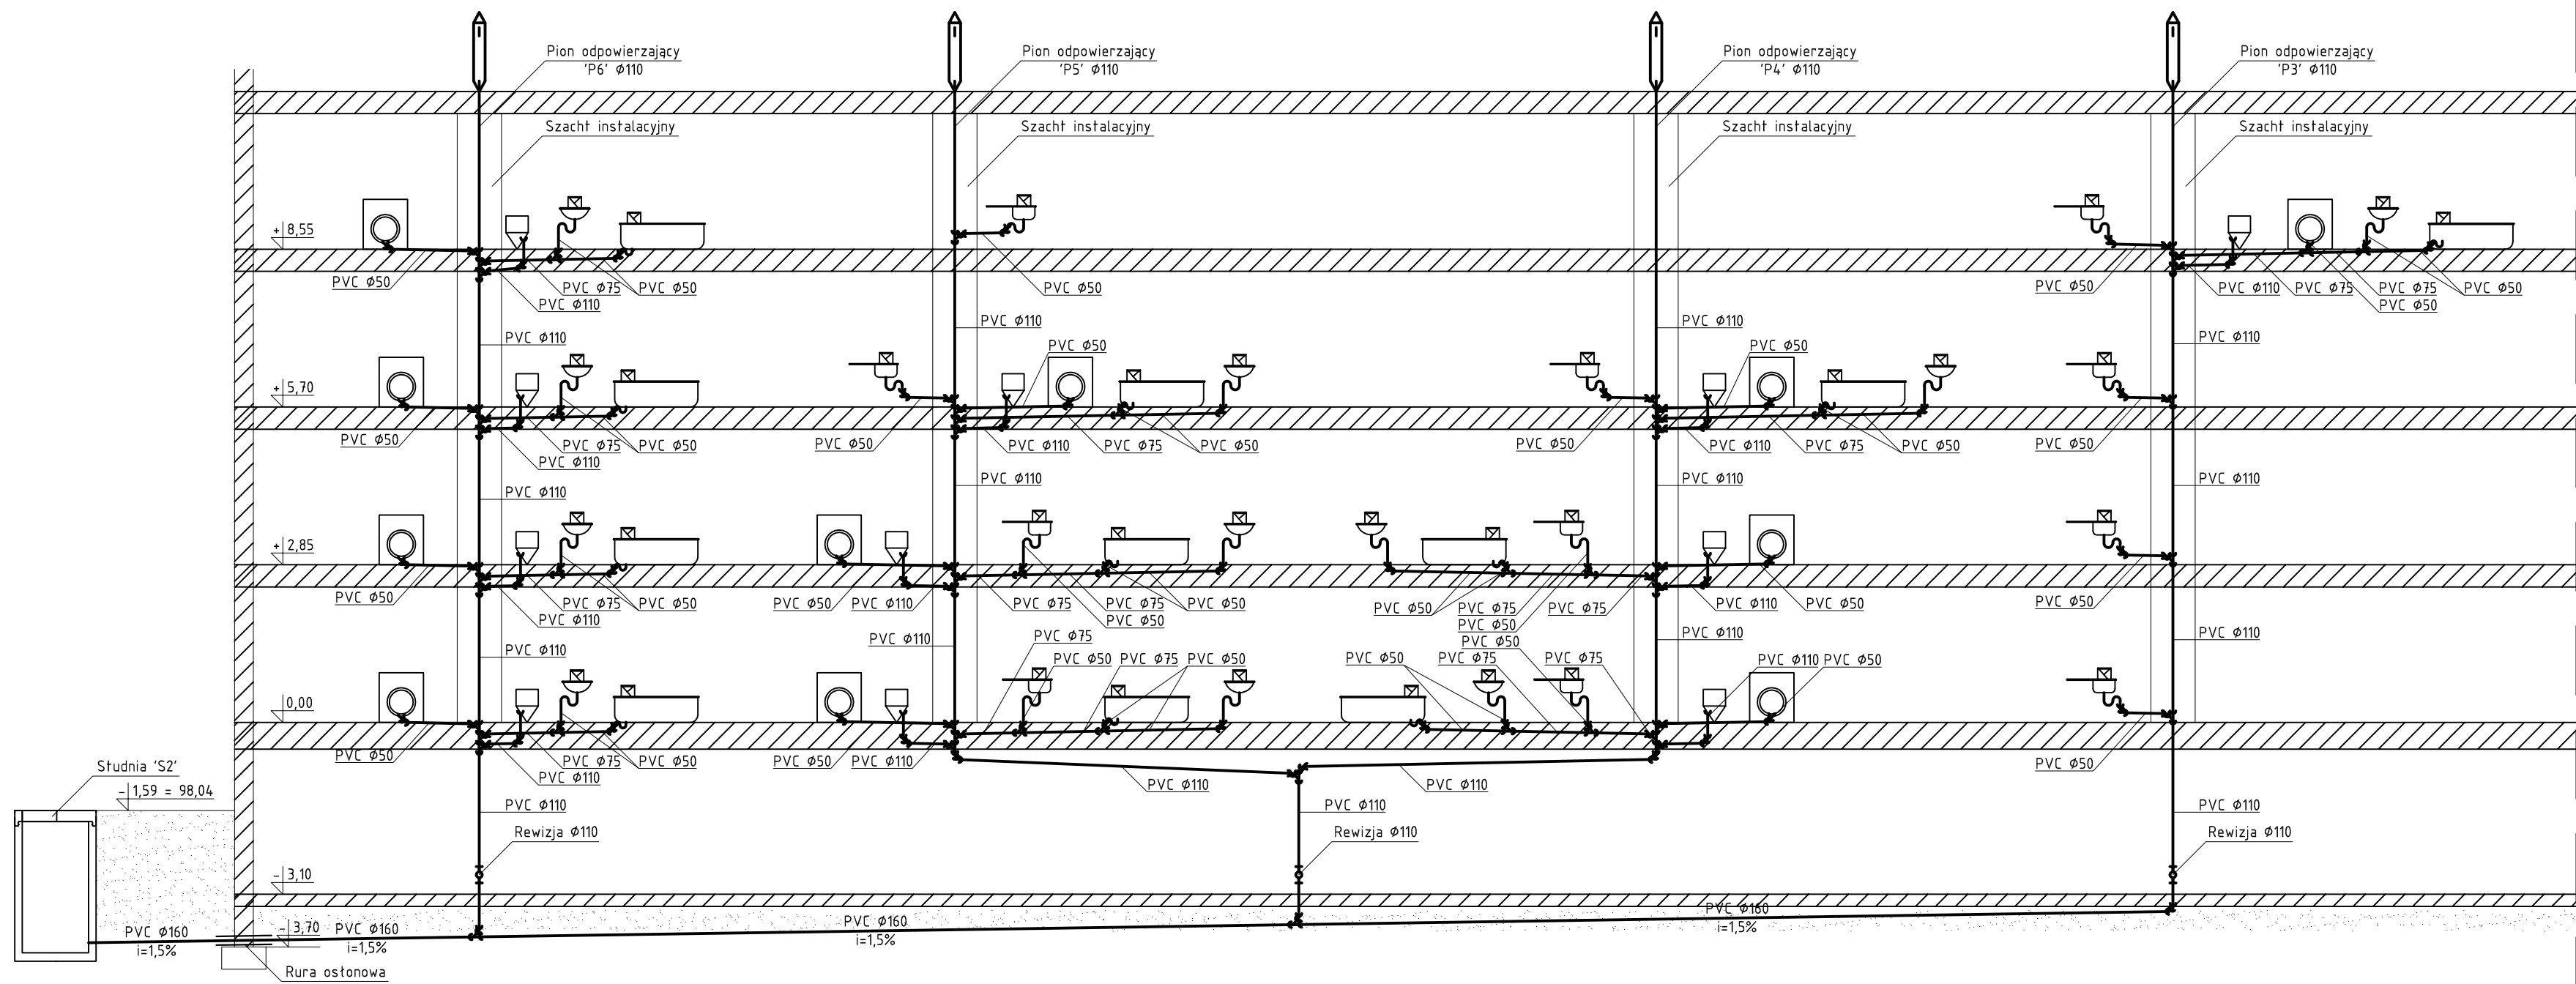 Pion odpowierzający
'P6' Ø110
Pion odpowierzający
'P5' Ø110
Pion odpowierzający
'P4' Ø110
Pion odpowierzający
'P3' Ø110
Szacht instalacyjny
Szacht instalacyjny
Szacht instalacyjny
Szacht instalacyjny
+ 8,55
PVC Ø50
PVC Ø75
PVC Ø50
PVC Ø110
PVC Ø50
PVC Ø50
PVC Ø110
PVC Ø75
PVC Ø75
PVC Ø50
PVC Ø50
PVC Ø110
PVC Ø110
PVC Ø110
PVC Ø110
PVC Ø50
PVC Ø50
+ 5,70
PVC Ø50
PVC Ø75
PVC Ø50
PVC Ø110
PVC Ø50
PVC Ø110
PVC Ø75
PVC Ø50
PVC Ø50
PVC Ø110
PVC Ø75
PVC Ø50
PVC Ø50
PVC Ø110
PVC Ø110
PVC Ø110
PVC Ø110
+ 2,85
PVC Ø50
PVC Ø75
PVC Ø50
PVC Ø110
PVC Ø50
PVC Ø110
PVC Ø75
PVC Ø75
PVC Ø50
PVC Ø50
PVC Ø50
PVC Ø75
PVC Ø50
PVC Ø75
PVC Ø110
PVC Ø50
PVC Ø50
PVC Ø110
PVC Ø110
PVC Ø110
PVC Ø110
PVC Ø75
PVC Ø50
PVC Ø75
PVC Ø50
PVC Ø50
PVC Ø75
PVC Ø50
PVC Ø75
PVC Ø110
PVC Ø50
0,00
PVC Ø50
PVC Ø75
PVC Ø50
PVC Ø110
PVC Ø50
PVC Ø110
PVC Ø50
Studnia 'S2'
- 1,59 = 98,04
PVC Ø110
PVC Ø110
PVC Ø110
PVC Ø110
PVC Ø110
Rewizja Ø110
Rewizja Ø110
Rewizja Ø110
- 3,10
- 3,70
PVC Ø160
i=1,5%
PVC Ø160
i=1,5%
PVC Ø160
i=1,5%
PVC Ø160
i=1,5%
Rura osłonowa